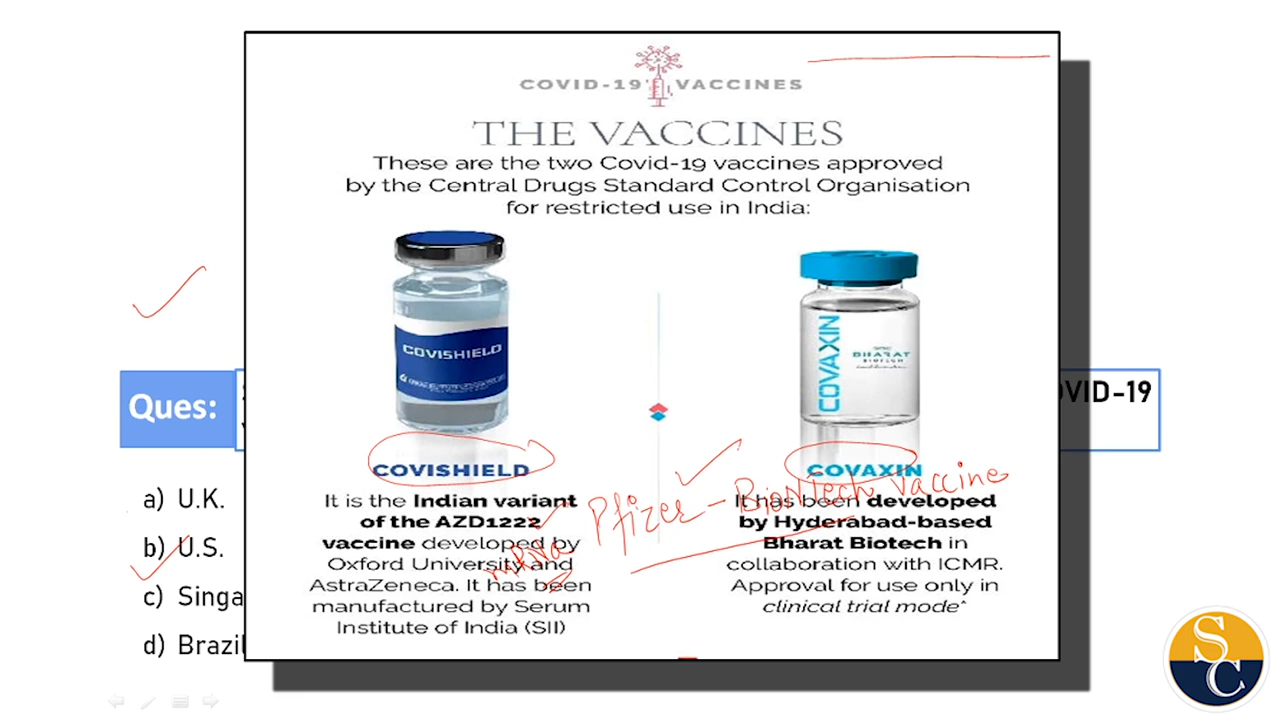 COVID-19 VACCINES
THE VACCINES
These are the two Covid-19 vaccines approved
by the Central Drugs Standard Control Organisation
for restricted use in India:
COVISHIELD
COVAXIN
BHARAT
BIOTECH
Ques:
OVID-19
COVISHIELD
It is the Indian variant
of the AZD1222
vaccine developed by
Oxford University and
AstraZeneca. It has been
manufactured by Serum
Institute of India (SII)
COVAXIN
It has been developed
by Hyderabad-based
Bharat Biotech in
collaboration with ICMR.
Approval for use only in
clinical trial mode*
Pfizer - BioNTech Vaccine
mRNA
a) U.K.
b) U.S.
c) Singa
d) Brazil
SC